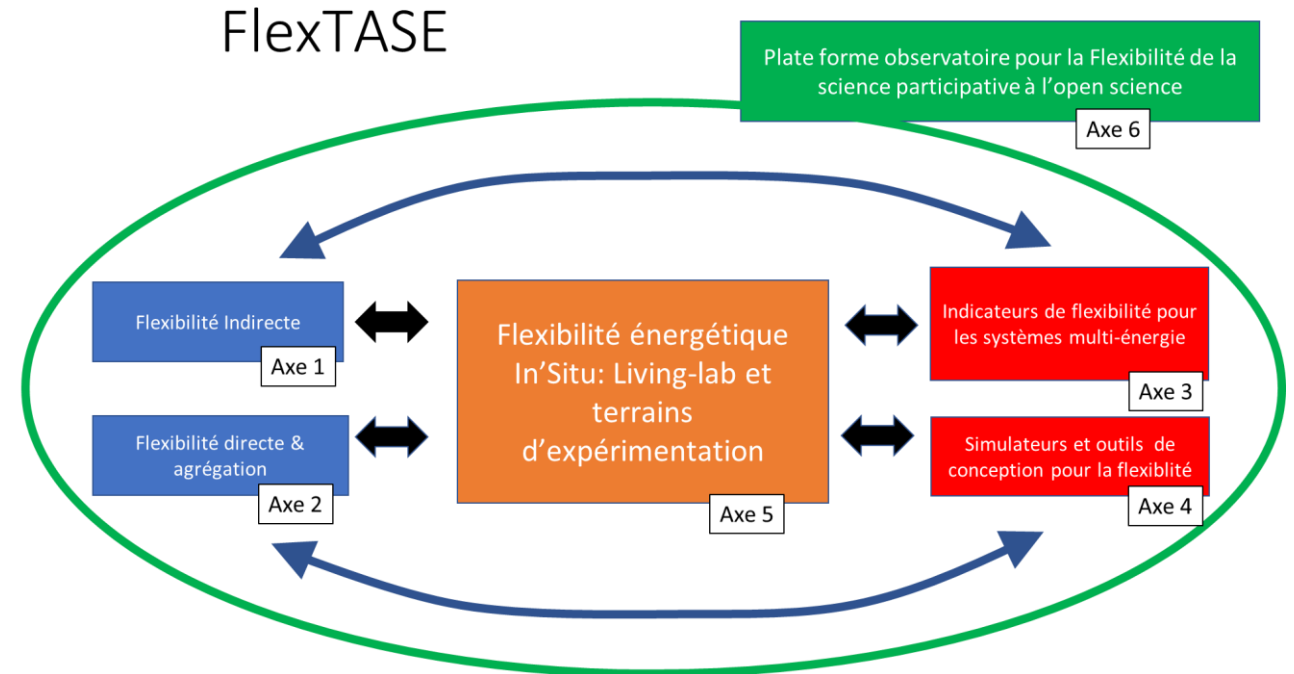 FlexTASE
Plate forme observatoire pour la Flexibilité de la
science participative à l’open science
Axe 6
Flexibilité Indirecte
Axe 1
Flexibilité directe &
agrégation
Axe 2
Flexibilité énergétique
In’Situ: Living-lab et
terrains
d’expérimentation
Axe 5
Indicateurs de flexibilité pour
les systèmes multi-énergie
Axe 3
Simulateurs et outils de
conception pour la flexiblité
Axe 4